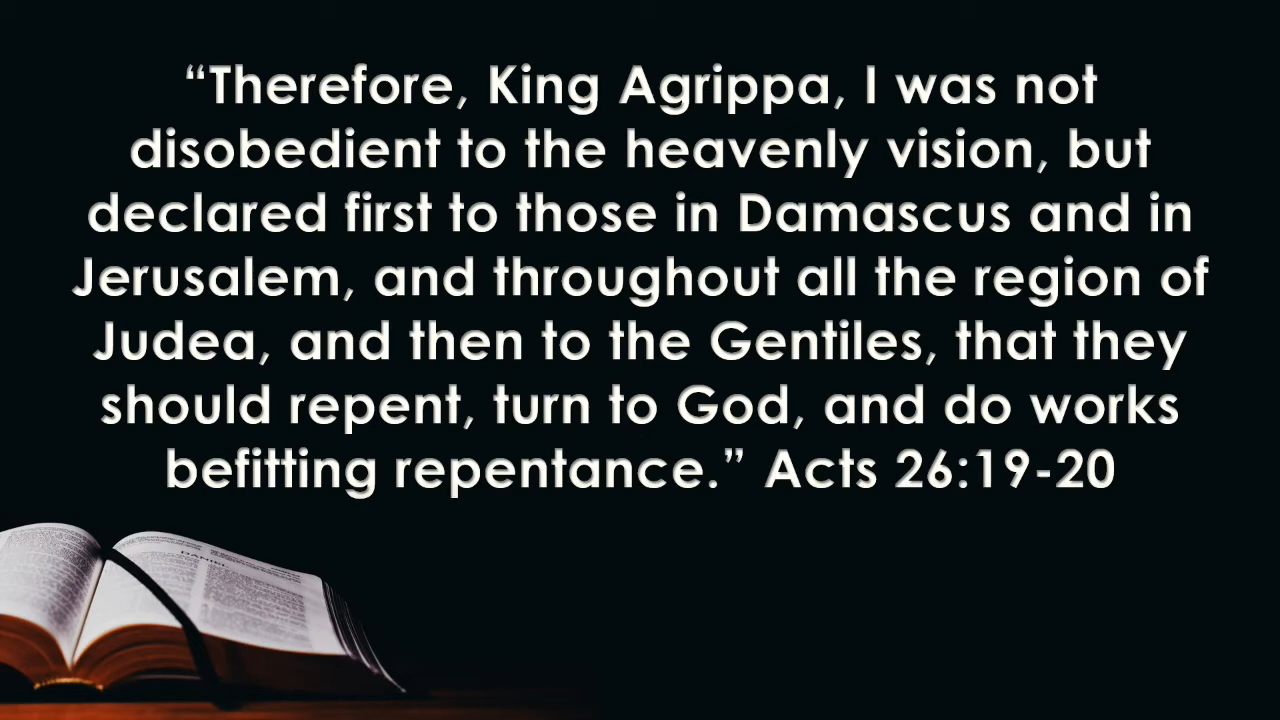 “Therefore, King Agrippa, I was not
disobedient to the heavenly vision, but
declared first to those in Damascus and in
Jerusalem, and throughout all the region of
Judea, and then to the Gentiles, that they
should repent, turn to God, and do works
befitting repentance.” Acts 26:19-20
DANIEL